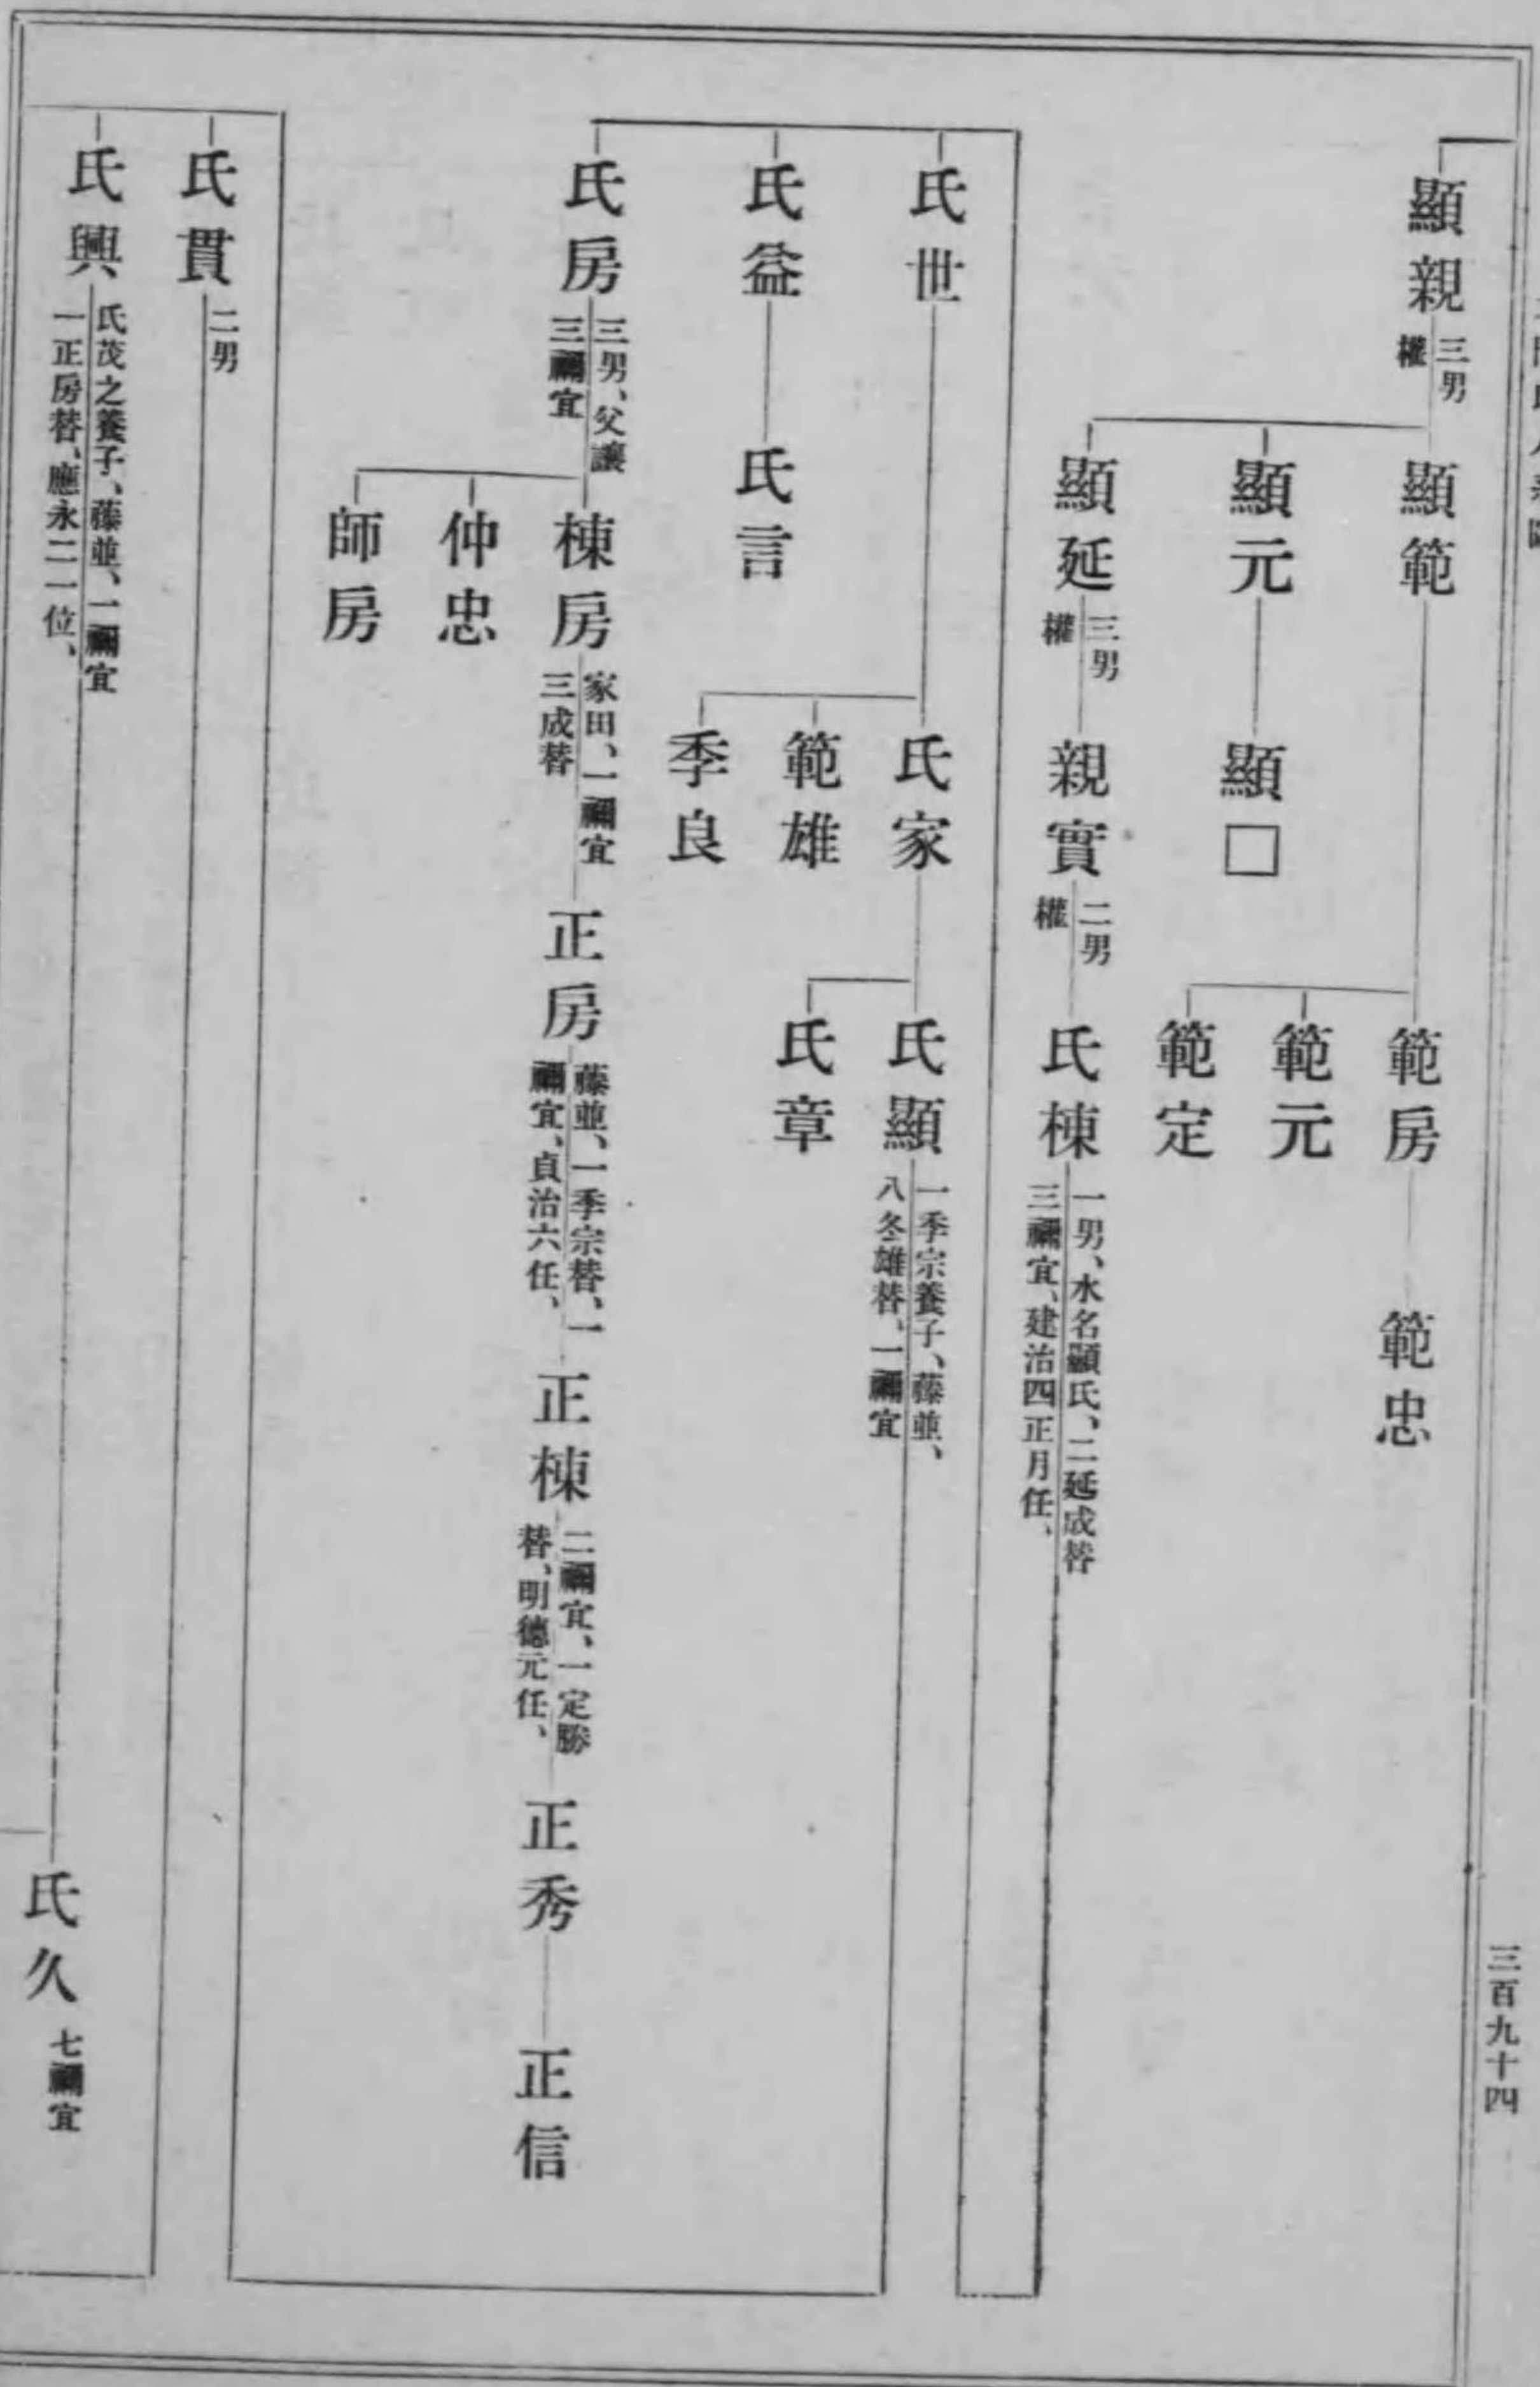 顯親
三男
權
顯範
範房
範忠
範元
範定
顯元
顯□
顯延
三男
權
親實
二男
權
氏棟
一男、水名顯氏、二延成替
三禰宜、建治四正月任、
氏世
氏家
氏顯
一季宗養子、藤並、
八冬雄替、一禰宜
氏章
範雄
季良
氏益
氏言
氏房
三男、父讓
三禰宜
棟房
家田、一禰宜
三成替
正房
藤並、一季宗替、一
禰宜、貞治六任、
正棟
二禰宜、一定勝
替、明德元任、
正秀
正信
仲忠
師房
氏貫
二男
氏興
氏茂之養子、藤並、一禰宜
一正房替、應永二一位、
氏久
七禰宜
三百九十四